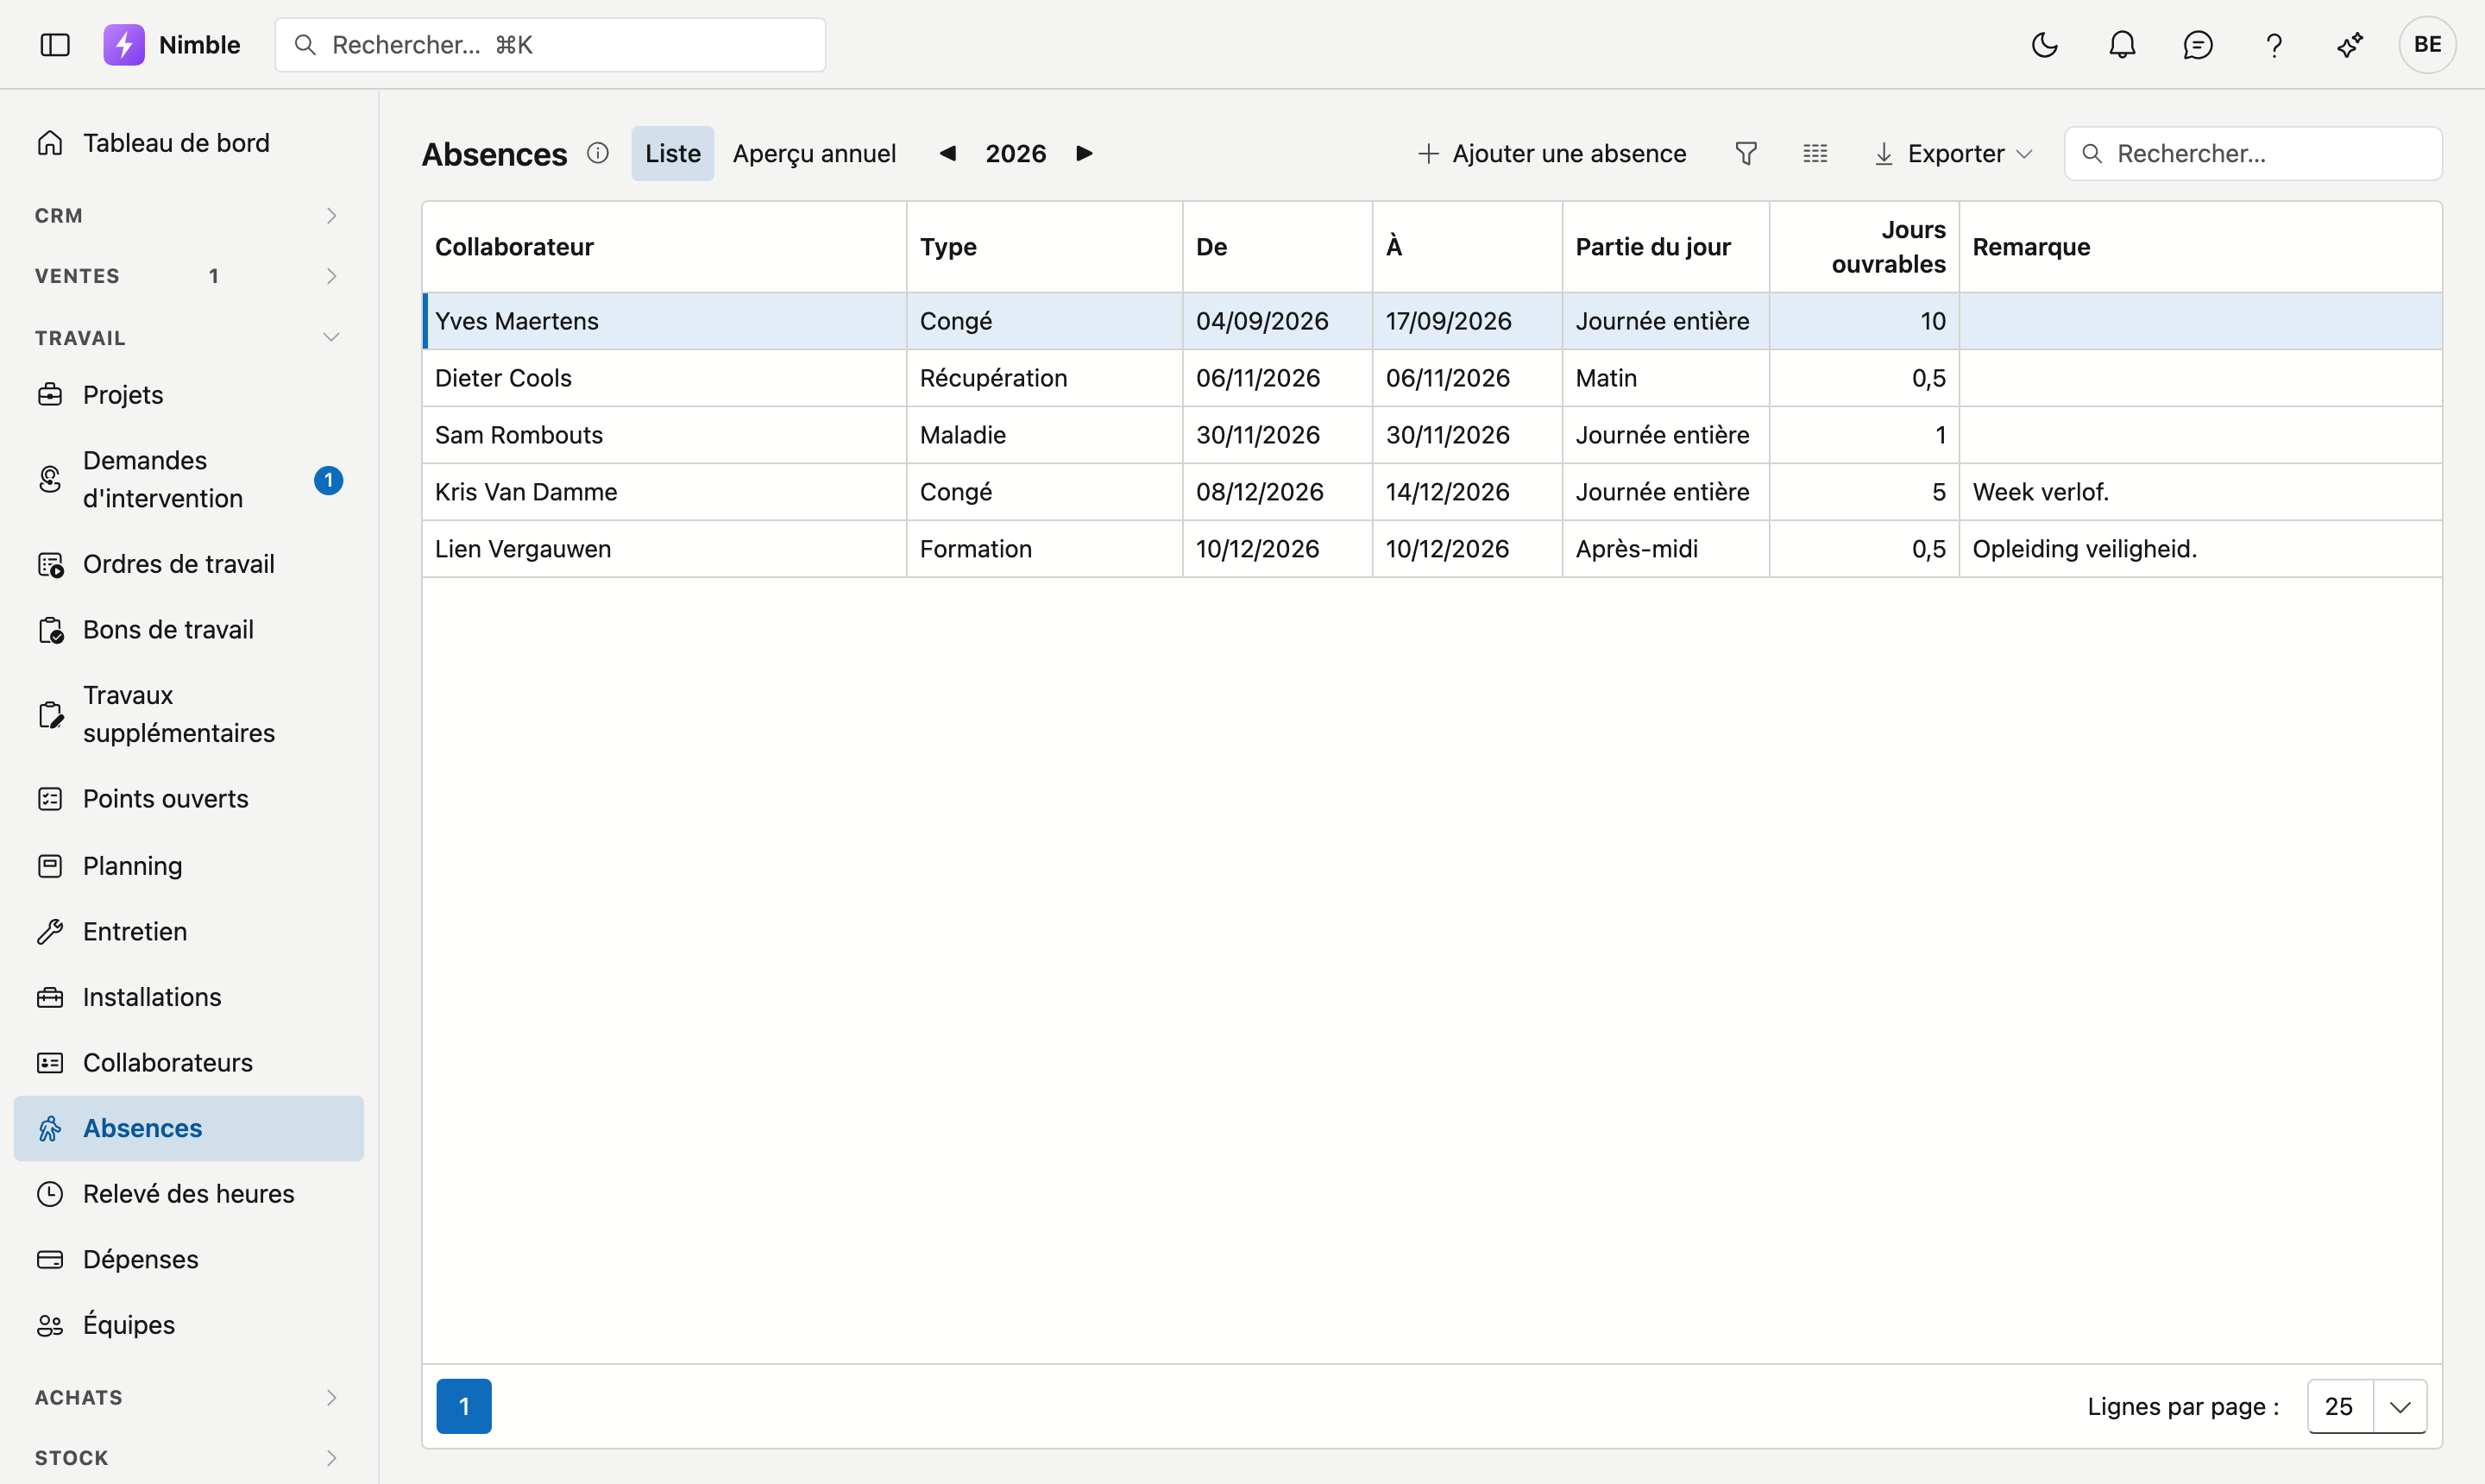 Nimble
Rechercher... ⌘K
BE
Tableau de bord
CRM
VENTES 1
TRAVAIL
Projets
Demandes
d'intervention
1
Ordres de travail
Bons de travail
Travaux
supplémentaires
Points ouverts
Planning
Entretien
Installations
Collaborateurs
Absences
Relevé des heures
Dépenses
Équipes
ACHATS
STOCK
Absences Liste Aperçu annuel 2026 Ajouter une absence Exporter Rechercher...
Collaborateur Type De À Partie du jour Jours ouvrables Remarque
Yves Maertens Congé 04/09/2026 17/09/2026 Journée entière 10
Dieter Cools Récupération 06/11/2026 06/11/2026 Matin 0,5
Sam Rombouts Maladie 30/11/2026 30/11/2026 Journée entière 1
Kris Van Damme Congé 08/12/2026 14/12/2026 Journée entière 5 Week verlof.
Lien Vergauwen Formation 10/12/2026 10/12/2026 Après-midi 0,5 Opleiding veiligheid.
1 Lignes par page : 25